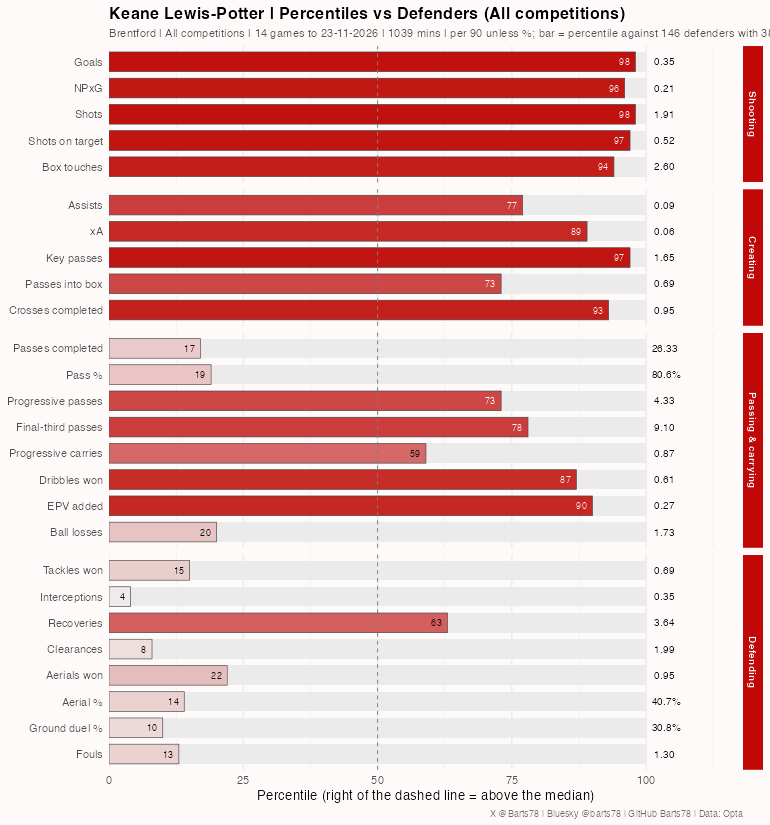 Keane Lewis-Potter | Percentiles vs Defenders (All competitions)
Brentford | All competitions | 14 games to 23-11-2026 | 1039 mins | per 90 unless %; bar = percentile against 146 defenders with 38
Goals 98 0.35
NPxG 96 0.21
Shots 98 1.91
Shots on target 97 0.52
Box touches 94 2.60
Shooting
Assists 77 0.09
xA 89 0.06
Key passes 97 1.65
Passes into box 73 0.69
Crosses completed 93 0.95
Creating
Passes completed 17 26.33
Pass % 19 80.6%
Progressive passes 73 4.33
Final-third passes 78 9.10
Progressive carries 59 0.87
Dribbles won 87 0.61
EPV added 90 0.27
Ball losses 20 1.73
Passing & carrying
Tackles won 15 0.69
Interceptions 4 0.35
Recoveries 63 3.64
Clearances 8 1.99
Aerials won 22 0.95
Aerial % 14 40.7%
Ground duel % 10 30.8%
Fouls 13 1.30
Defending
0 25 50 75 100
Percentile (right of the dashed line = above the median)
X @Barts78 | Bluesky @barts78 | GitHub Barts78 | Data: Opta